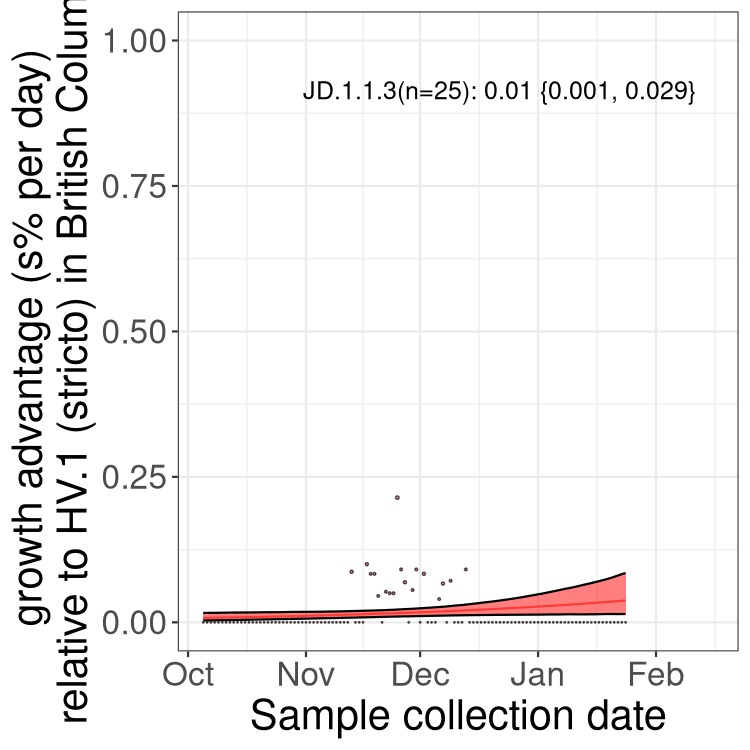 growth advantage (s% per day)
relative to HV.1 (stricto) in British Colum
1.00
0.75
0.50
0.25
0.00
JD.1.1.3(n=25): 0.01 {0.001, 0.029}
Oct Nov Dec Jan Feb
Sample collection date